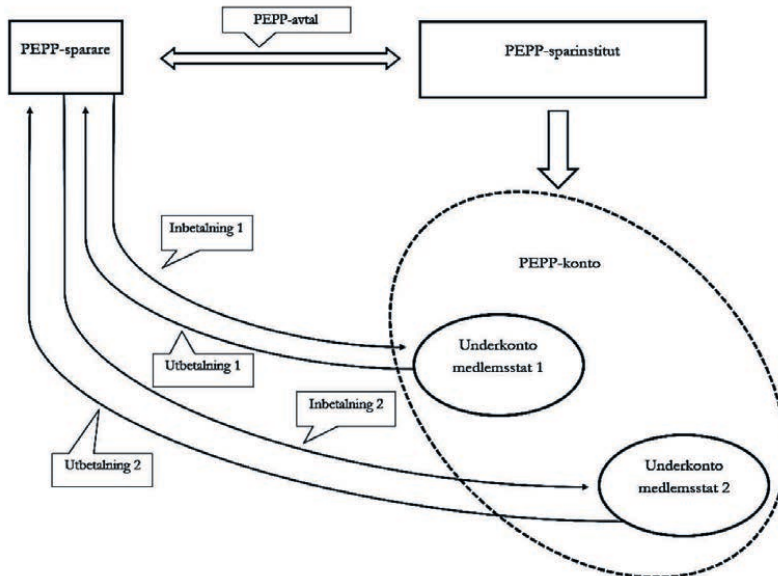 PEPP-avtal
PEPP-sparare
PEPP-sparinstitut
Inbetalning 1
PEPP-konto
Utbetalning 1
Underkonto
medlemsstat 1
Inbetalning 2
Utbetalning 2
Underkonto
medlemsstat 2